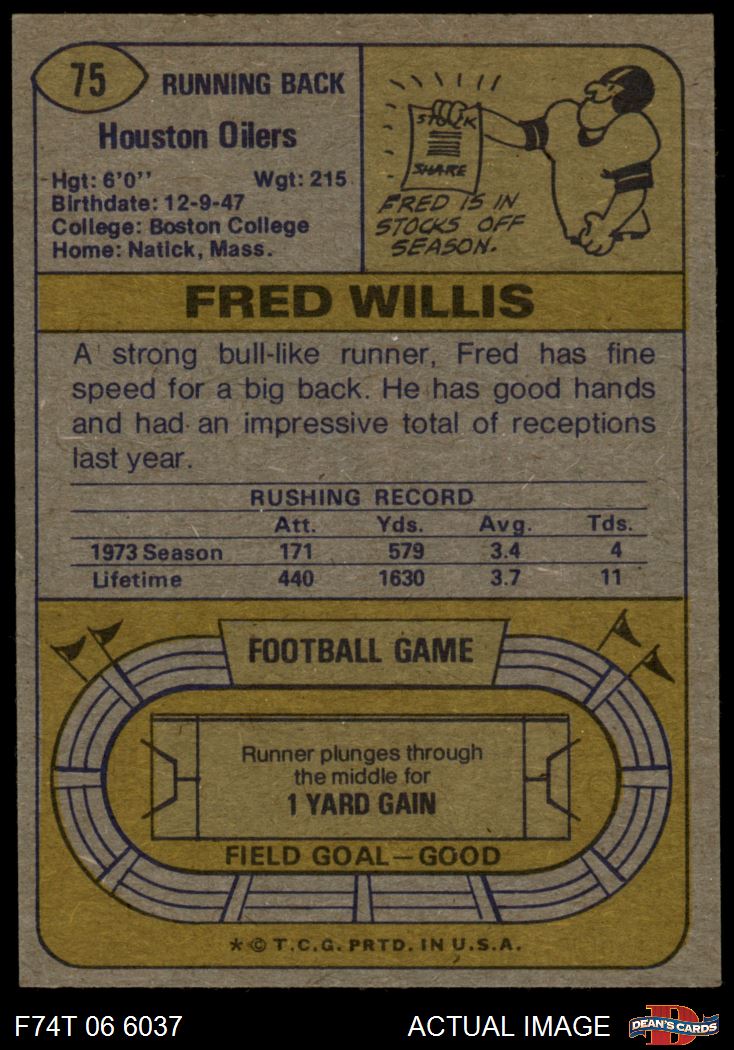 75
RUNNING BACK
Houston Oilers
Hgt: 6'0'' Wgt: 215
Birthdate: 12-9-47
College: Boston College
Home: Natick, Mass.
STOCK
SHARE
FRED IS IN
STOCKS OFF
SEASON.
FRED WILLIS
A strong bull-like runner, Fred has fine
speed for a big back. He has good hands
and had an impressive total of receptions
last year.
RUSHING RECORD
Att. Yds. Avg. Tds.
1973 Season 171 579 3.4 4
Lifetime 440 1630 3.7 11
FOOTBALL GAME
Runner plunges through
the middle for
1 YARD GAIN
FIELD GOAL—GOOD
* © T.C.G. PRTD. IN U.S.A.
F74T 06 6037 ACTUAL IMAGE D DEAN'S CARDS